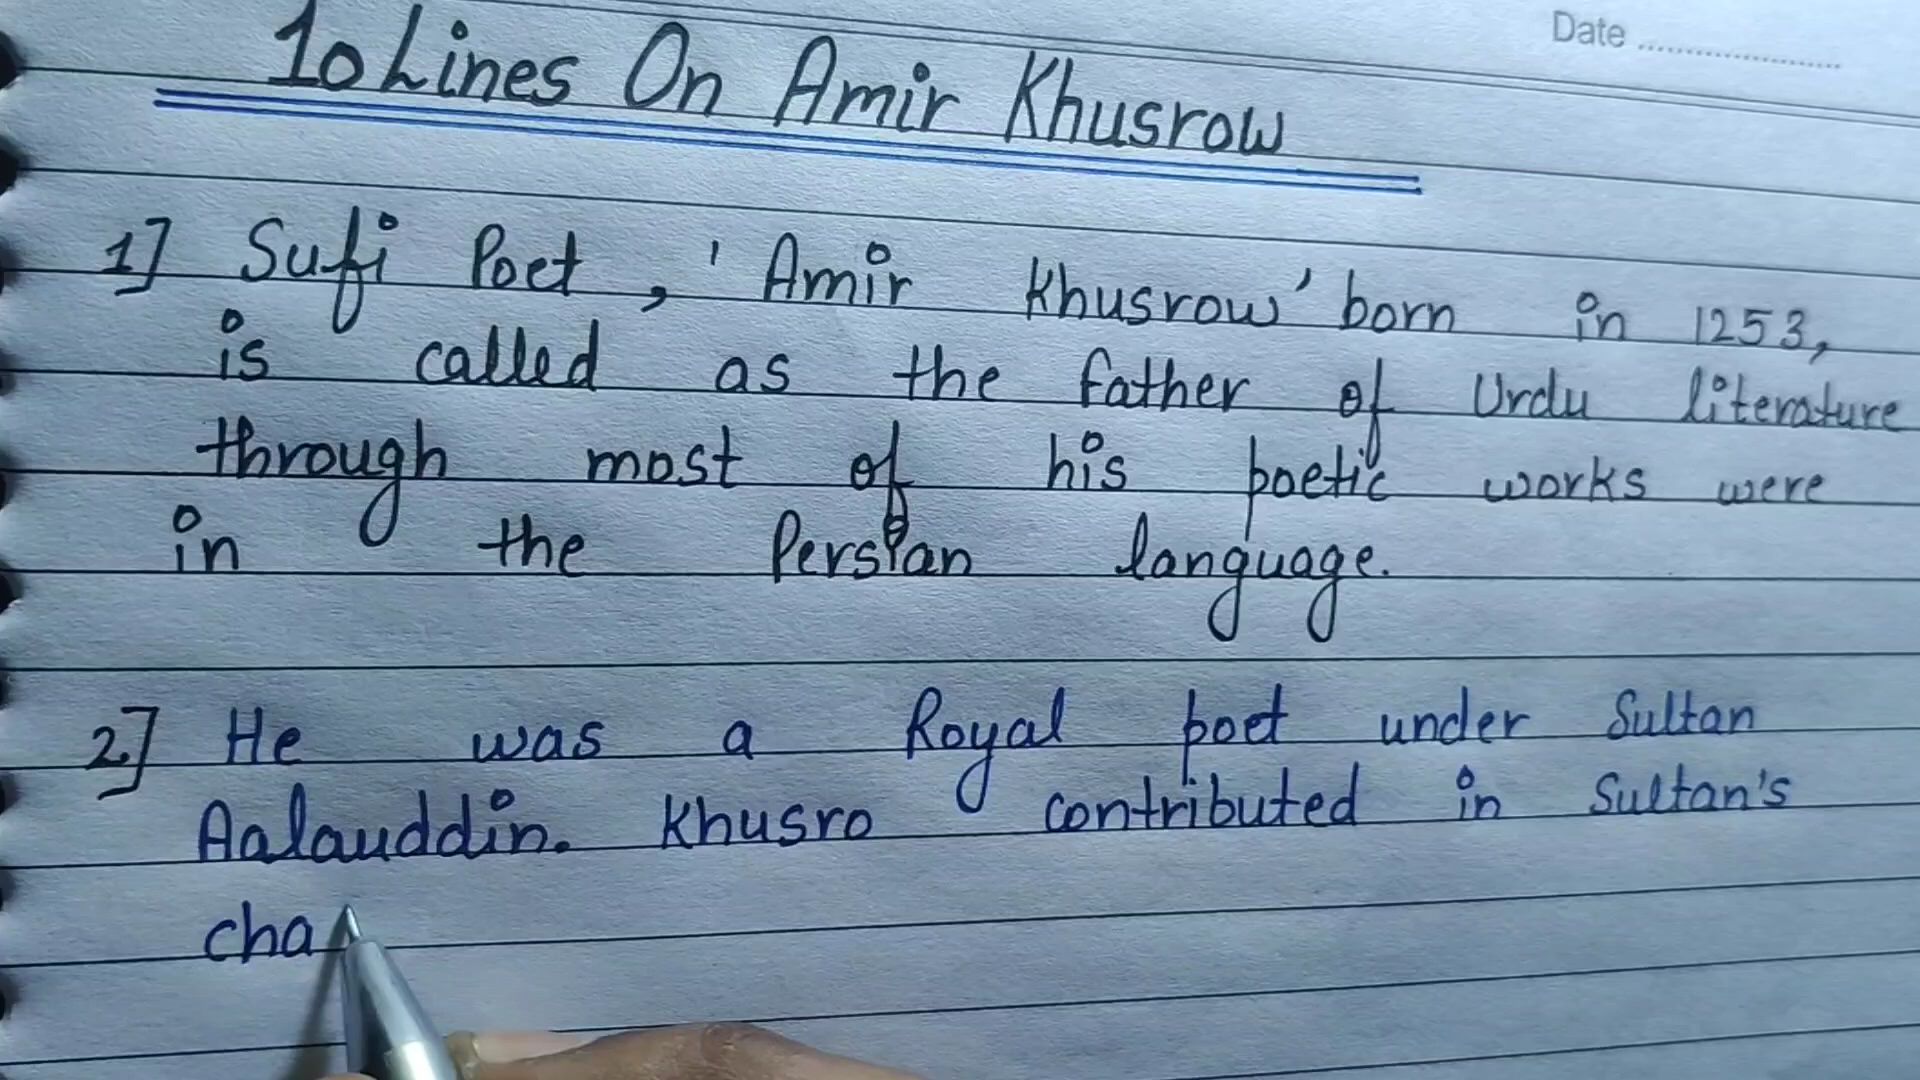 Date
10 Lines On Amir Khusrow
1] Sufi Poet, 'Amir Khusrow' born in 1253,
is called as the father of Urdu literature
through most of his poetic works were
in the Persian language.
2] He was a Royal poet under Sultan
Aalauddin. Khusro contributed in Sultan's
cha